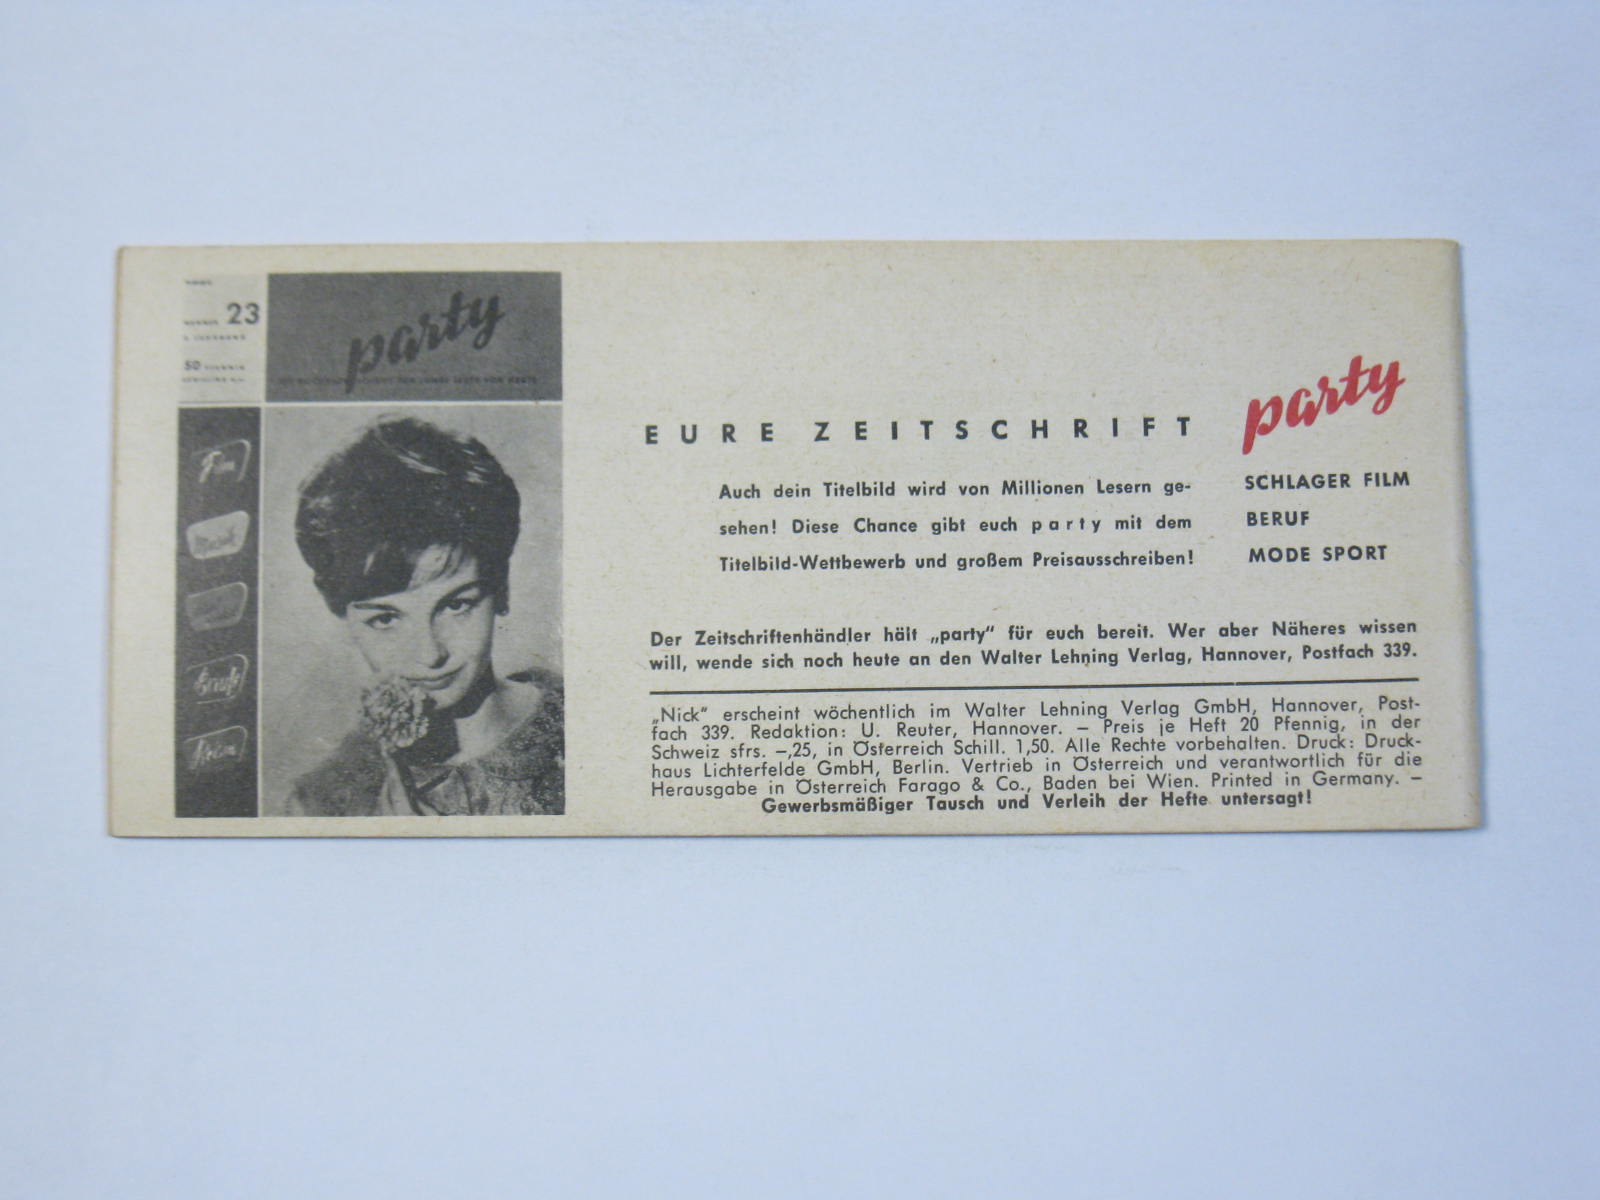 23
50
party
Film
EURE ZEITSCHRIFT party
Auch dein Titelbild wird von Millionen Lesern ge-
sehen! Diese Chance gibt euch party mit dem
Titelbild-Wettbewerb und großem Preisausschreiben!
SCHLAGER FILM
BERUF
MODE SPORT
Der Zeitschriftenhändler hält „party“ für euch bereit. Wer aber Näheres wissen
will, wende sich noch heute an den Walter Lehning Verlag, Hannover, Postfach 339.
„Nick“ erscheint wöchentlich im Walter Lehning Verlag GmbH, Hannover, Post-
fach 339. Redaktion: U. Reuter, Hannover. – Preis je Heft 20 Pfennig, in der
Schweiz sfrs. –,25, in Österreich Schill. 1,50. Alle Rechte vorbehalten. Druck: Druck-
haus Lichterfelde GmbH, Berlin. Vertrieb in Österreich und verantwortlich für die
Herausgabe in Österreich Farago & Co., Baden bei Wien. Printed in Germany. –
Gewerbsmäßiger Tausch und Verleih der Hefte untersagt!